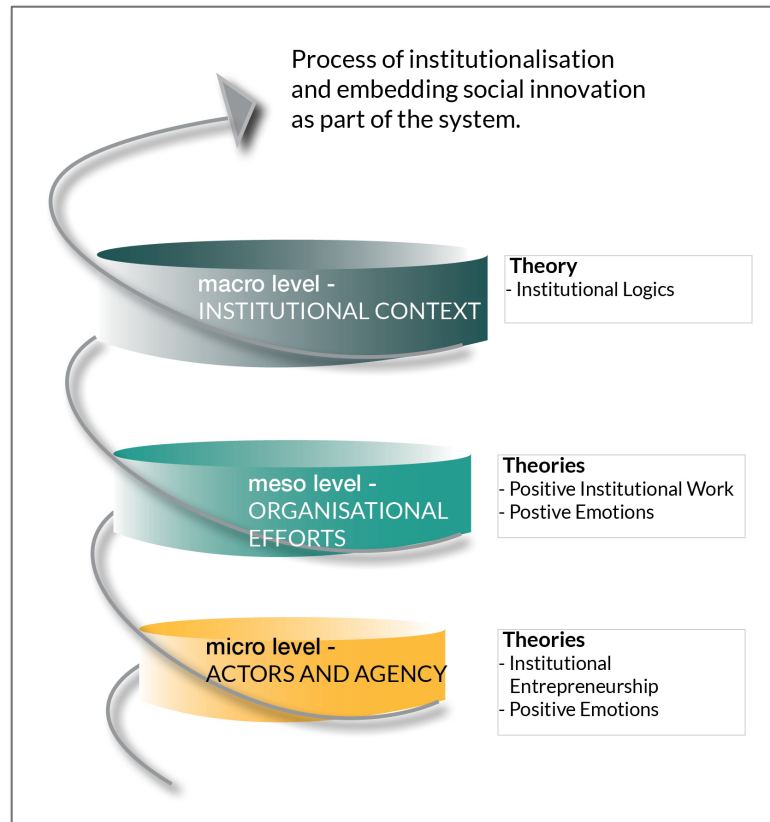 Process of institutionalisation
and embedding social innovation
as part of the system.
macro level -
INSTITUTIONAL CONTEXT
Theory
- Institutional Logics
meso level -
ORGANISATIONAL
EFFORTS
Theories
- Positive Institutional Work
- Postive Emotions
micro level -
ACTORS AND AGENCY
Theories
- Institutional
Entrepreneurship
- Positive Emotions